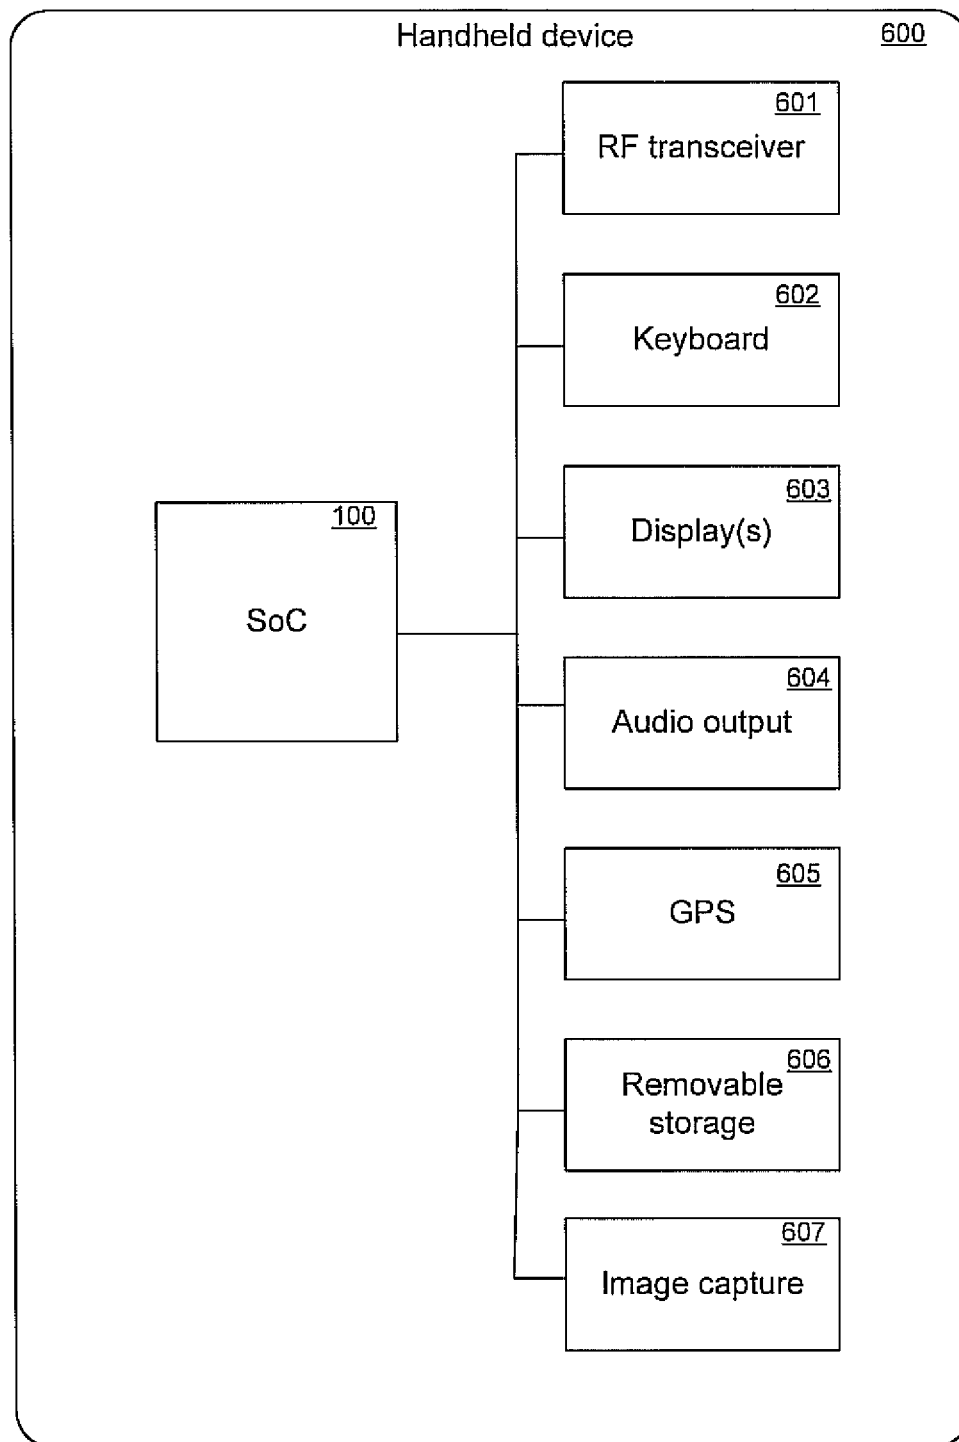 Handheld device 600
601
RF transceiver
602
Keyboard
603
Display(s)
100
SoC
604
Audio output
605
GPS
606
Removable
storage
607
Image capture